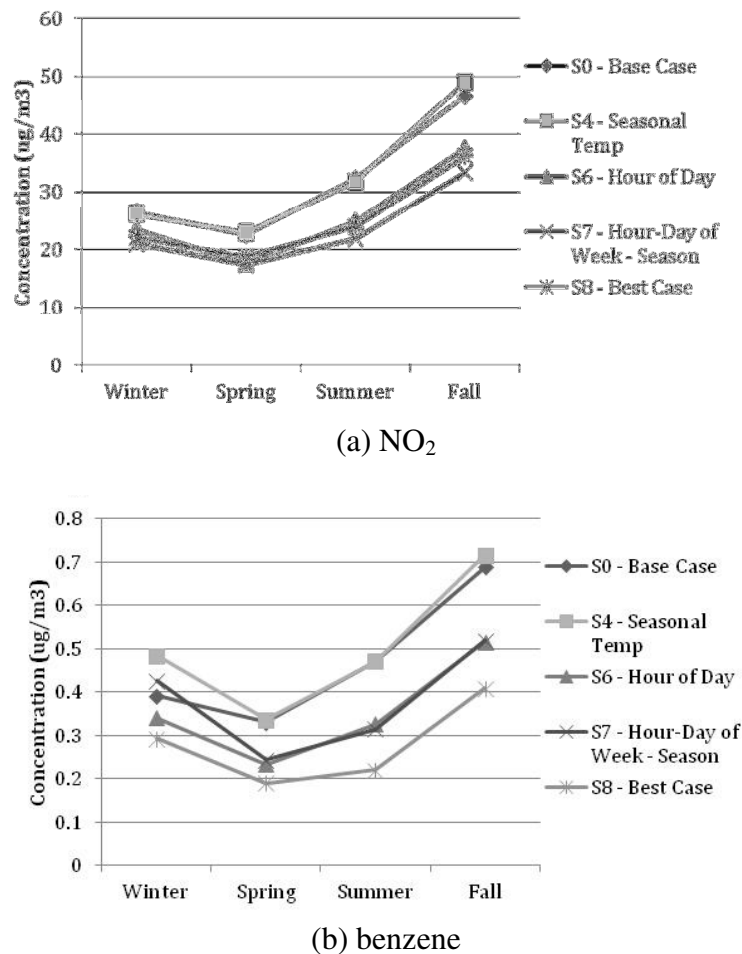 60
50
40
30
20
10
0
Concentration (ug/m3)
Winter Spring Summer Fall
S0 - Base Case
S4 - Seasonal
Temp
S6 - Hour of Day
S7 - Hour-Day of
Week - Season
S8 - Best Case
(a) NO₂
0.8
0.7
0.6
0.5
0.4
0.3
0.2
0.1
0
Concentration (ug/m3)
Winter Spring Summer Fall
S0 - Base Case
S4 - Seasonal
Temp
S6 - Hour of Day
S7 - Hour-Day of
Week - Season
S8 - Best Case
(b) benzene